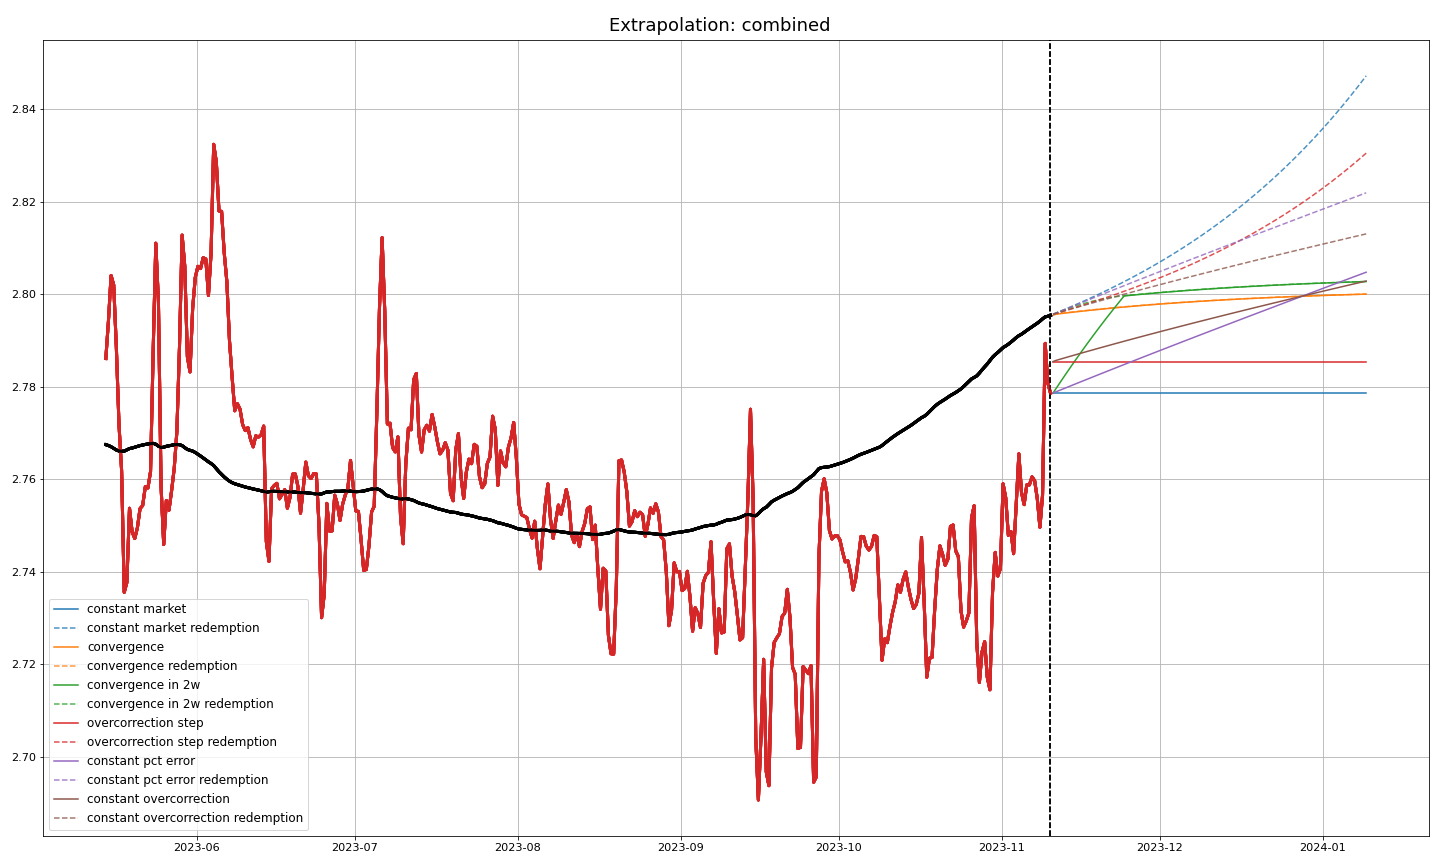 Extrapolation: combined
2.84
2.82
2.80
2.78
2.76
2.74
2.72
2.70
constant market
constant market redemption
convergence
convergence redemption
convergence in 2w
convergence in 2w redemption
overcorrection step
overcorrection step redemption
constant pct error
constant pct error redemption
constant overcorrection
constant overcorrection redemption
2023-06 2023-07 2023-08 2023-09 2023-10 2023-11 2023-12 2024-01